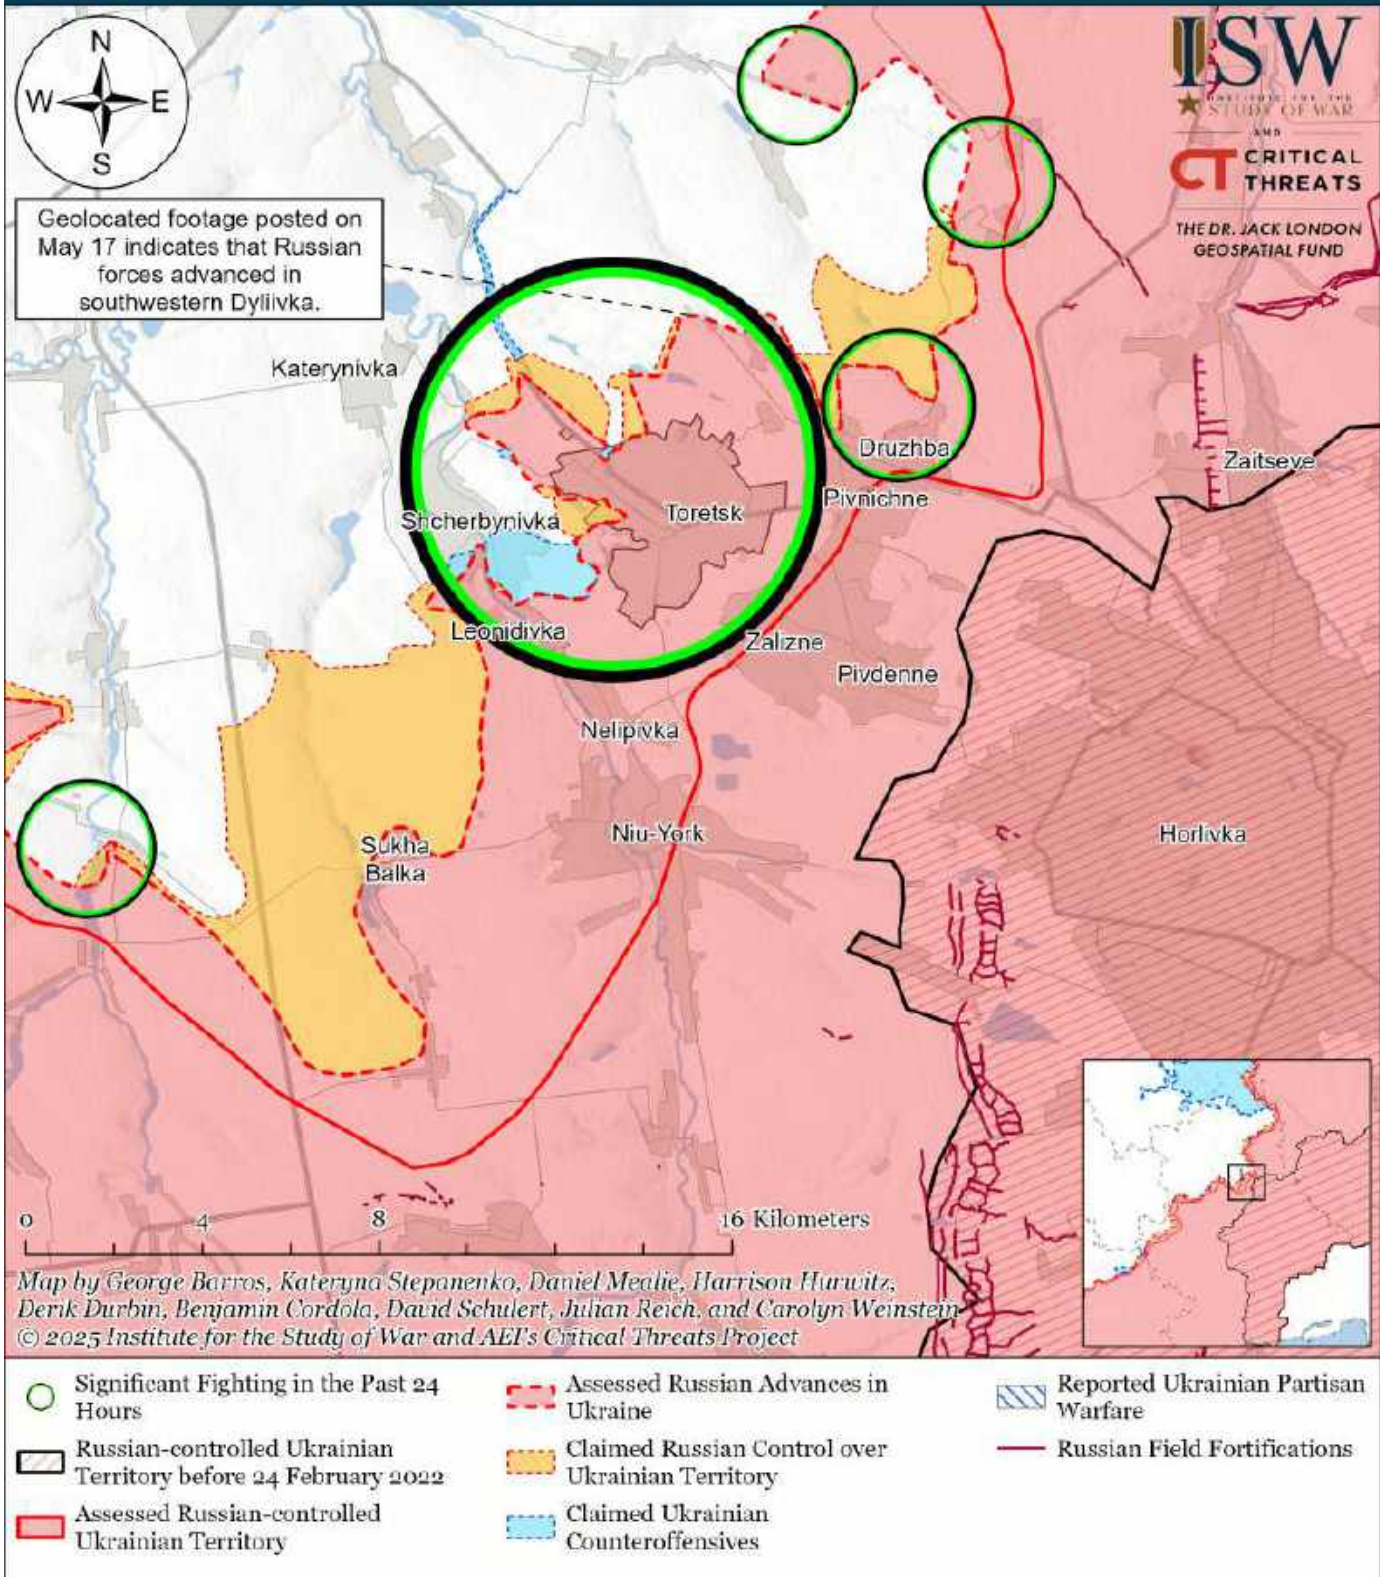 N
W
E
S
ISW
INSTITUTE FOR THE
STUDY OF WAR
AND
CT CRITICAL
THREATS
THE DR. JACK LONDON
GEOSPATIAL FUND
Geolocated footage posted on
May 17 indicates that Russian
forces advanced in
southwestern Dyliivka.
Katerynivka
Druzhba
Zaitseve
Pivnichne
Toretsk
Shcherbynivka
Leonidivka
Zalizne
Pivdenne
Nelipivka
Sukha
Balka
Niu-York
Horlivka
0 4 8 16 Kilometers
Map by George Barros, Kateryna Stepanenko, Daniel Mealie, Harrison Hurwitz,
Derik Durbin, Benjamin Cordola, David Schulert, Julian Reich, and Carolyn Weinstein
© 2025 Institute for the Study of War and AEI's Critical Threats Project
Significant Fighting in the Past 24
Hours
Russian-controlled Ukrainian
Territory before 24 February 2022
Assessed Russian-controlled
Ukrainian Territory
Assessed Russian Advances in
Ukraine
Claimed Russian Control over
Ukrainian Territory
Claimed Ukrainian
Counteroffensives
Reported Ukrainian Partisan
Warfare
Russian Field Fortifications